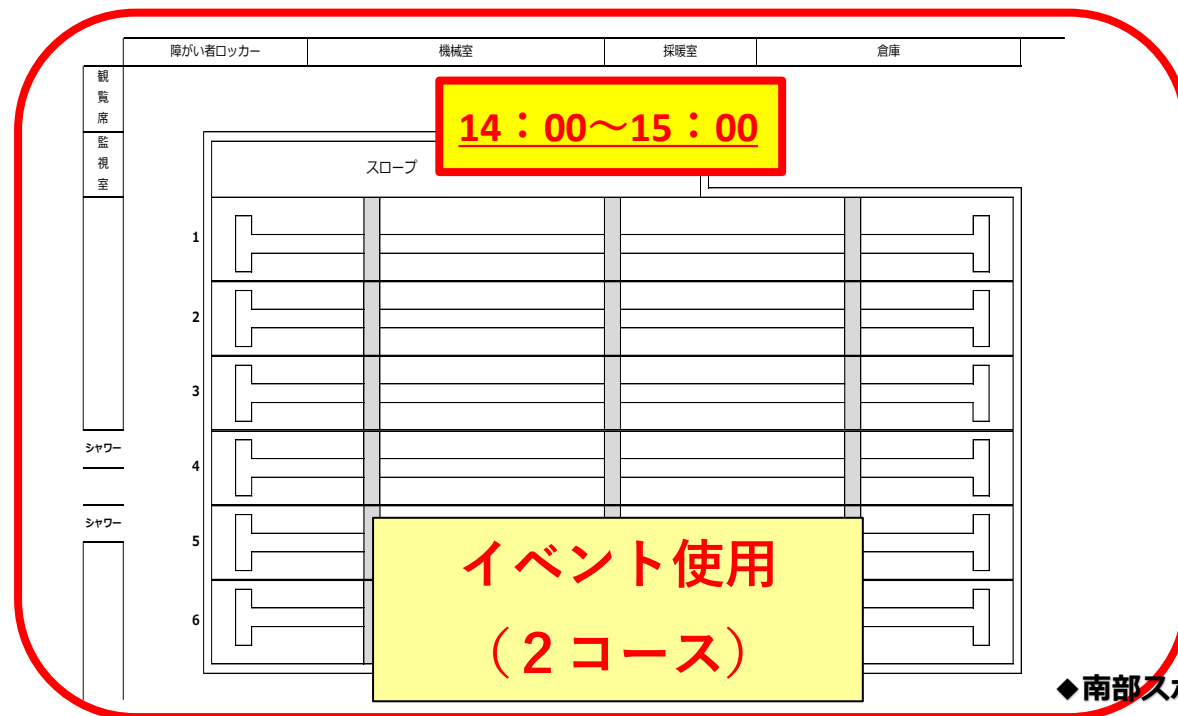 障がい者ロッカー 機械室 採暖室 倉庫
観覧席
監視室
14：00～15：00
スロープ
1
2
3
シャワー
4
シャワー
5
6
イベント使用
（２コース）
◆南部ス